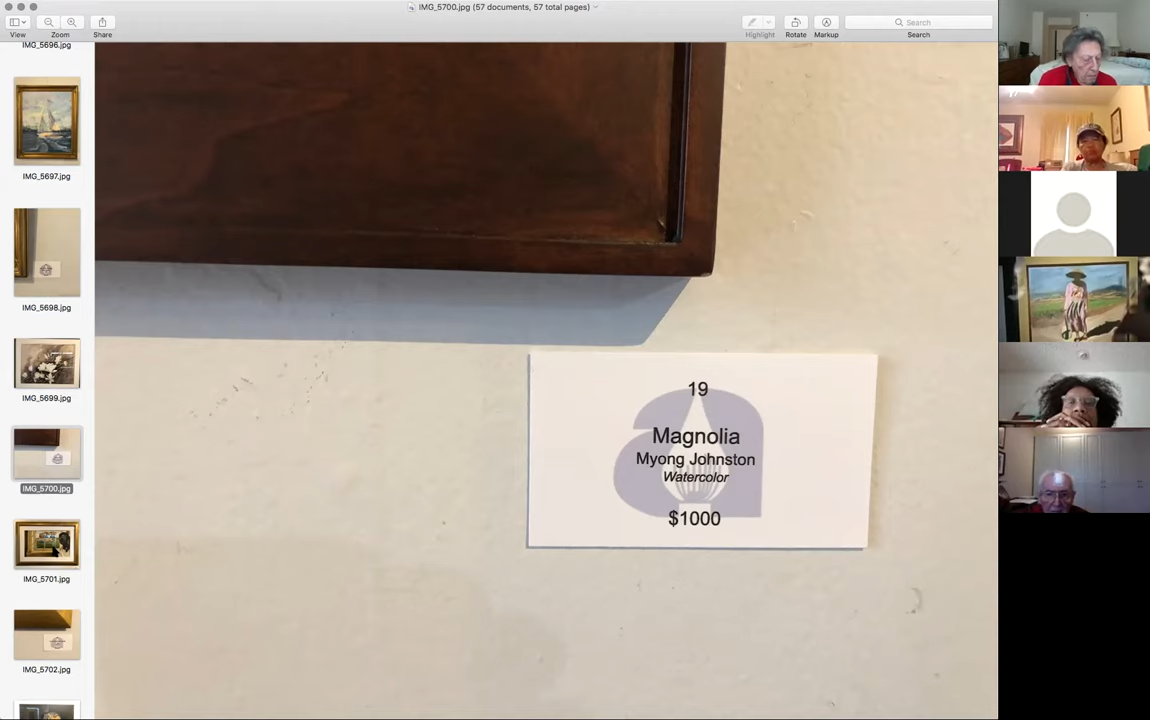 IMG_5700.jpg (57 documents, 57 total pages)
View
Zoom
Share
Highlight
Rotate
Markup
Search
Search
IMG_5696.jpg
IMG_5697.jpg
IMG_5698.jpg
IMG_5699.jpg
IMG_5700.jpg
IMG_5701.jpg
IMG_5702.jpg
19
Magnolia
Myong Johnston
Watercolor
$1000